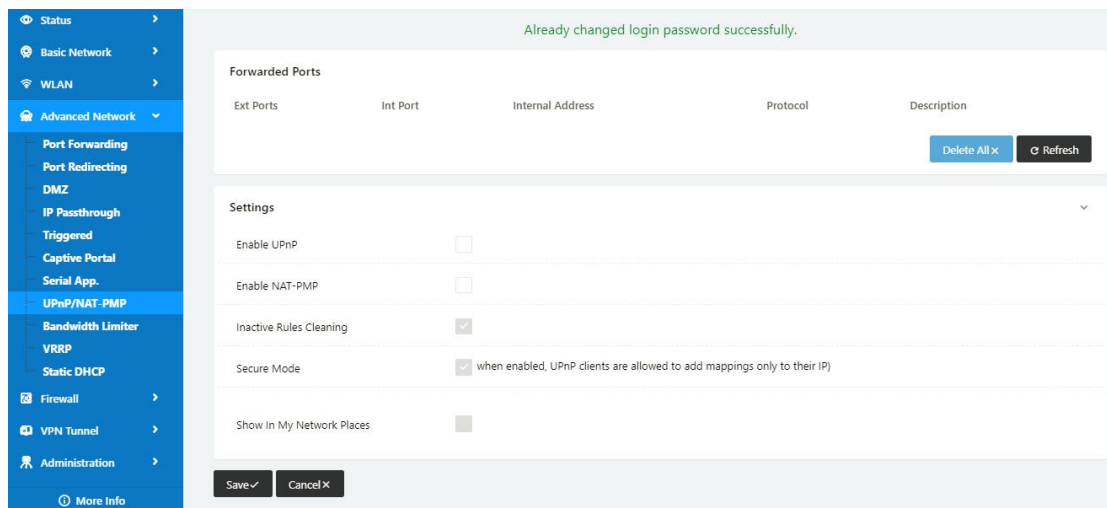 Status
Basic Network
WLAN
Advanced Network
Port Forwarding
Port Redirecting
DMZ
IP Passthrough
Triggered
Captive Portal
Serial App.
UPnP/NAT-PMP
Bandwidth Limiter
VRRP
Static DHCP
Firewall
VPN Tunnel
Administration
More Info
Already changed login password successfully.
Forwarded Ports
Ext Ports Int Port Internal Address Protocol Description
Delete All Refresh
Settings
Enable UPnP
Enable NAT-PMP
Inactive Rules Cleaning
Secure Mode when enabled, UPnP clients are allowed to add mappings only to their IP)
Show In My Network Places
Save Cancel